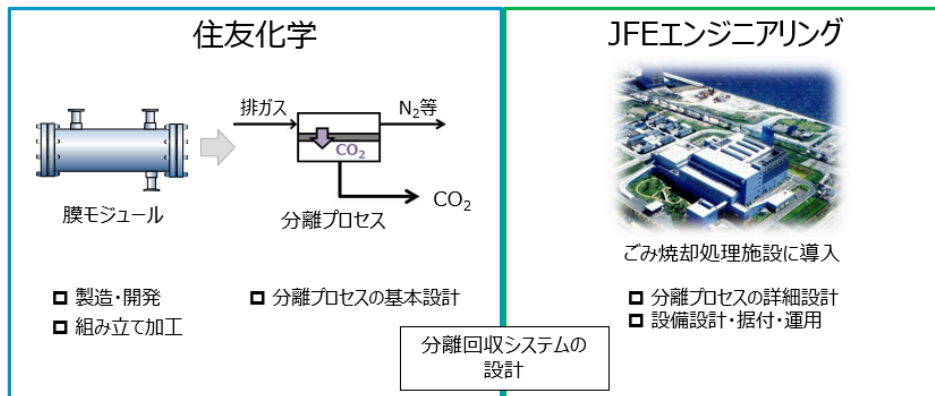 住友化学
排ガス
N₂等
CO₂
CO₂
膜モジュール
分離プロセス
製造・開発
組み立て加工
分離プロセスの基本設計
JFEエンジニアリング
ごみ焼却処理施設に導入
分離プロセスの詳細設計
設備設計・据付・運用
分離回収システムの
設計